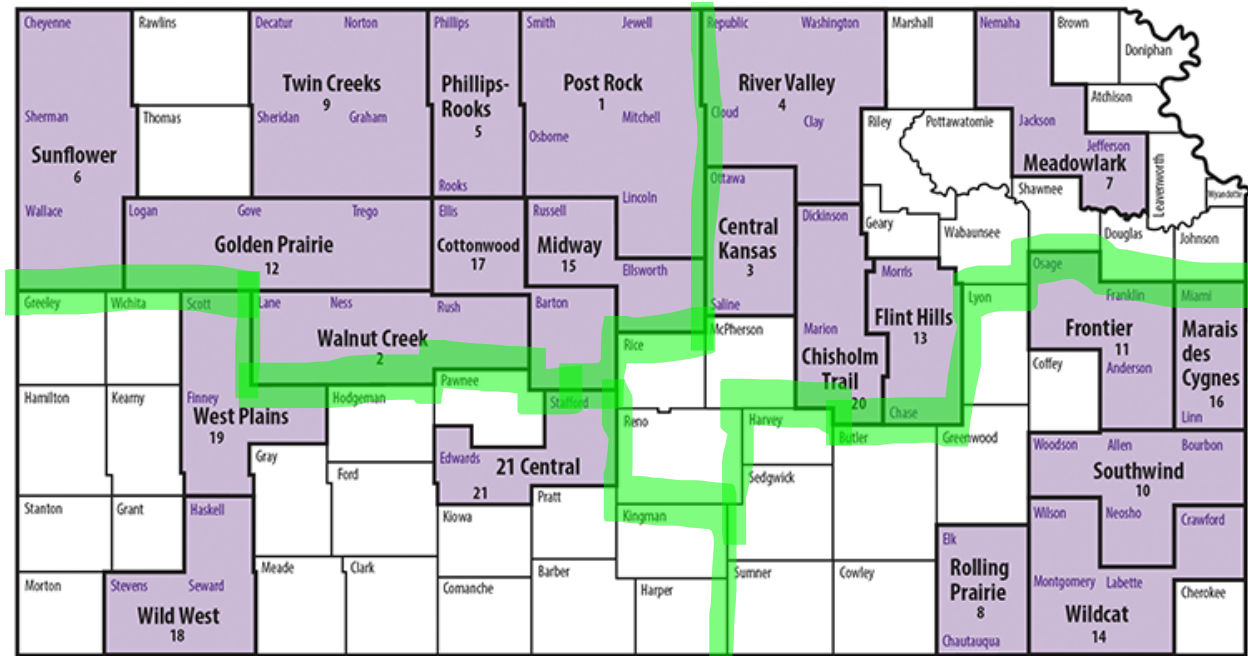 Cheyenne
Rawlins
Decatur
Norton
Phillips
Smith
Jewell
Republic
Washington
Marshall
Nemaha
Brown
Doniphan
Twin Creeks
9
Phillips-
Rooks
5
Post Rock
1
River Valley
4
Atchison
Sherman
Thomas
Sheridan
Graham
Osborne
Mitchell
Cloud
Clay
Riley
Pottawatomie
Jackson
Jefferson
Sunflower
6
Meadowlark
7
Leavenworth
Wyandotte
Rooks
Lincoln
Ottawa
Shawnee
Wallace
Logan
Gove
Trego
Ellis
Russell
Dickinson
Geary
Wabaunsee
Douglas
Johnson
Golden Prairie
12
Cottonwood
17
Midway
15
Central
Kansas
3
Ellsworth
Morris
Osage
Greeley
Wichita
Scott
Lane
Ness
Rush
Barton
Saline
Lyon
Franklin
Miami
Walnut Creek
2
Rice
McPherson
Marion
Chisholm
Trail
20
Flint Hills
13
Frontier
11
Marais
des
Cygnes
16
Coffey
Anderson
Linn
Pawnee
Hamilton
Kearny
Finney
Hodgeman
Stafford
West Plains
19
Reno
Harvey
Butler
Chase
Greenwood
Woodson
Allen
Bourbon
Gray
Ford
Edwards
21 Central
21
Sedgwick
Southwind
10
Pratt
Stanton
Grant
Haskell
Kiowa
Kingman
Wilson
Neosho
Crawford
Elk
Rolling
Prairie
8
Chautauqua
Morton
Stevens
Seward
Meade
Clark
Comanche
Barber
Harper
Sumner
Cowley
Montgomery
Labette
Cherokee
Wild West
18
Wildcat
14